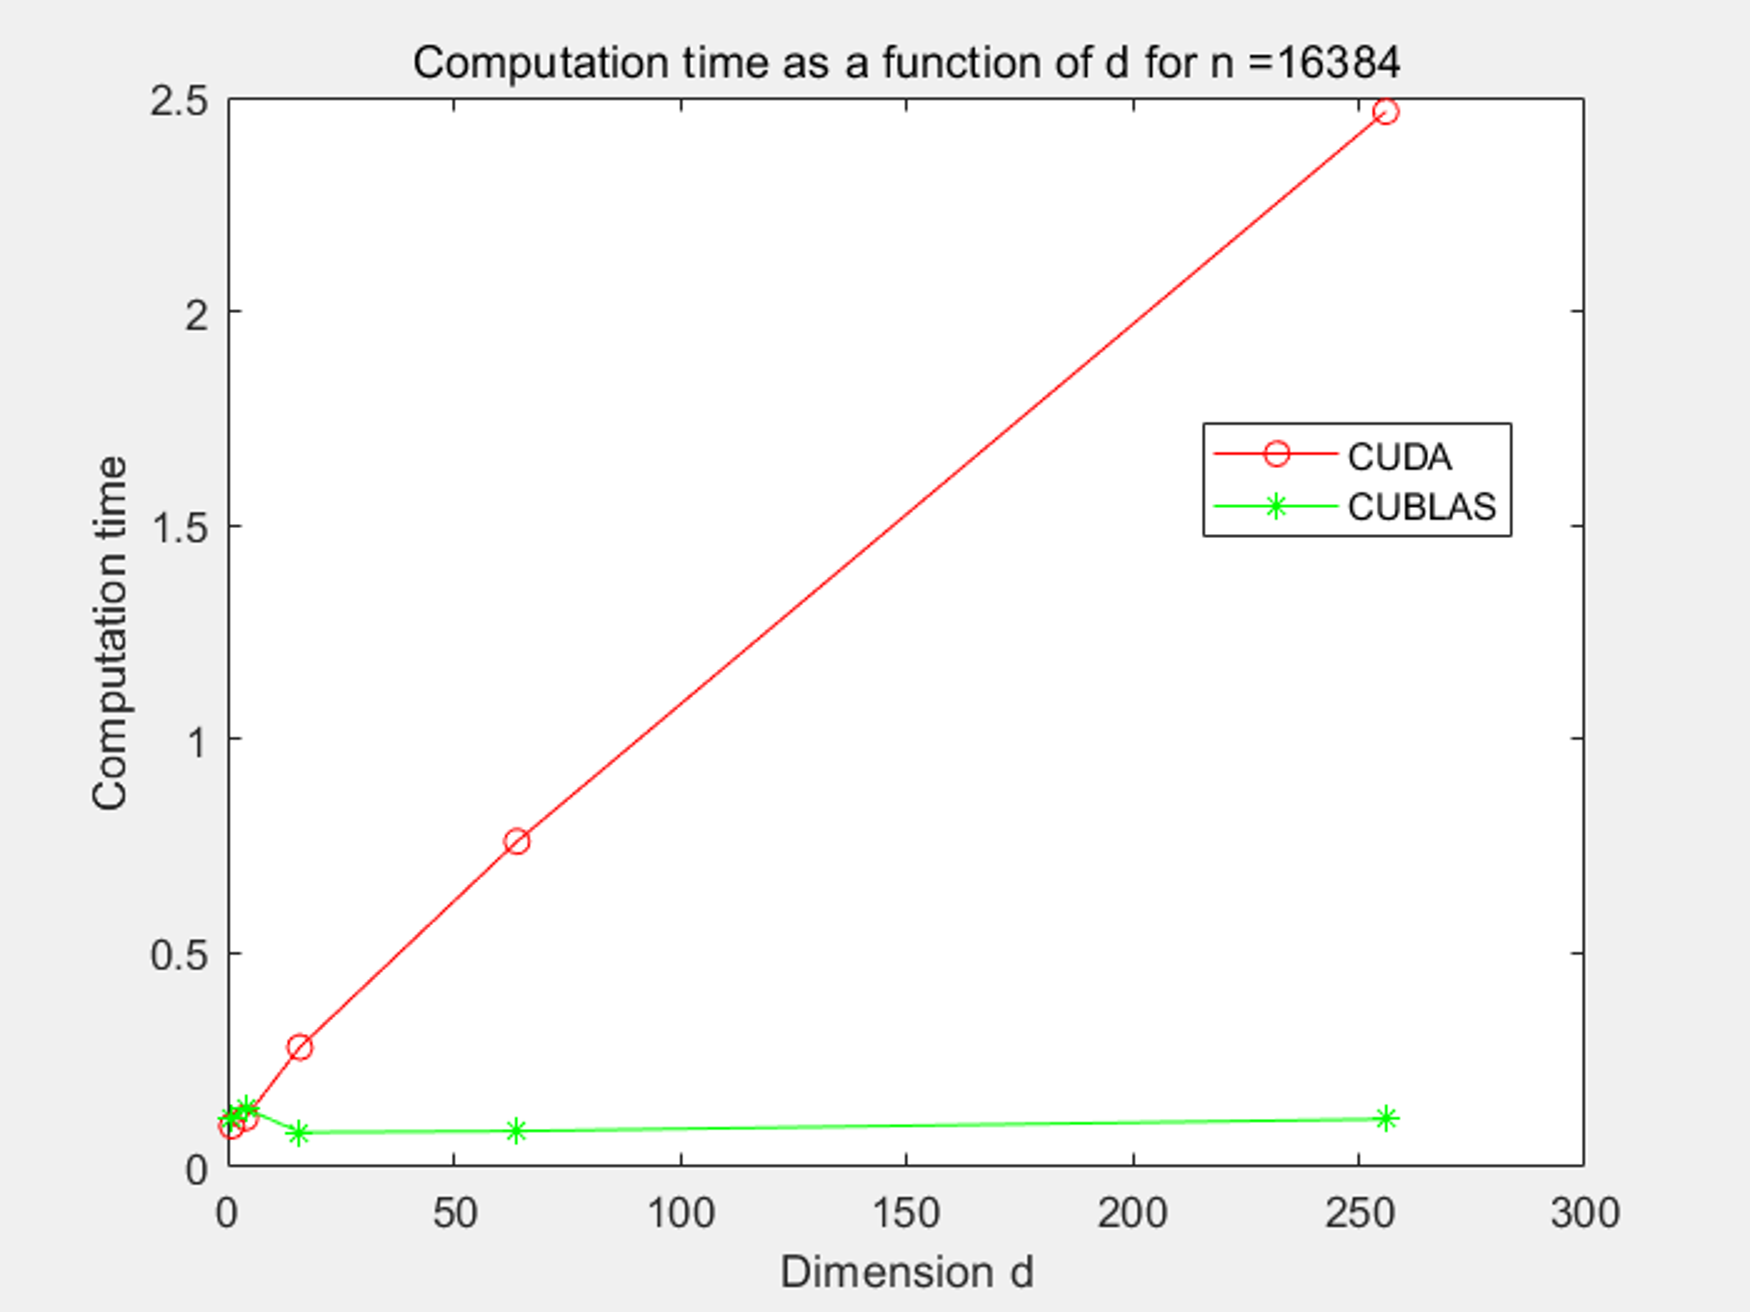 Computation time as a function of d for n =16384
2.5
2
1.5
1
0.5
0
Computation time
CUDA
CUBLAS
0 50 100 150 200 250 300
Dimension d